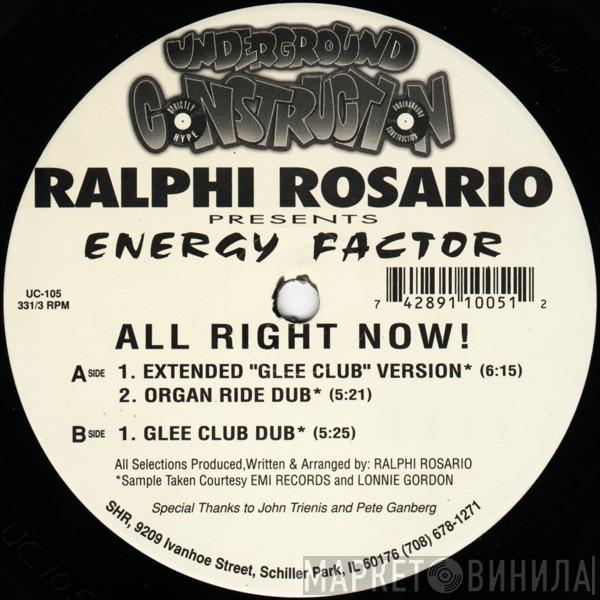 UNDERGROUND
CONSTRUCTION
STRICTLY HYPE
UNDERGROUND CONSTRUCTION
RALPHI ROSARIO
PRESENTS
ENERGY FACTOR
UC-105
331/3 RPM
7 42891 10051 2
ALL RIGHT NOW!
A SIDE 1. EXTENDED "GLEE CLUB" VERSION* (6:15)
2. ORGAN RIDE DUB* (5:21)
B SIDE 1. GLEE CLUB DUB* (5:25)
All Selections Produced,Written & Arranged by: RALPHI ROSARIO
*Sample Taken Courtesy EMI RECORDS and LONNIE GORDON
Special Thanks to John Trienis and Pete Ganberg
SHR, 9209 Ivanhoe Street, Schiller Park, IL 60176 (708) 678-1271
МАРКЕТ ВИНИЛА